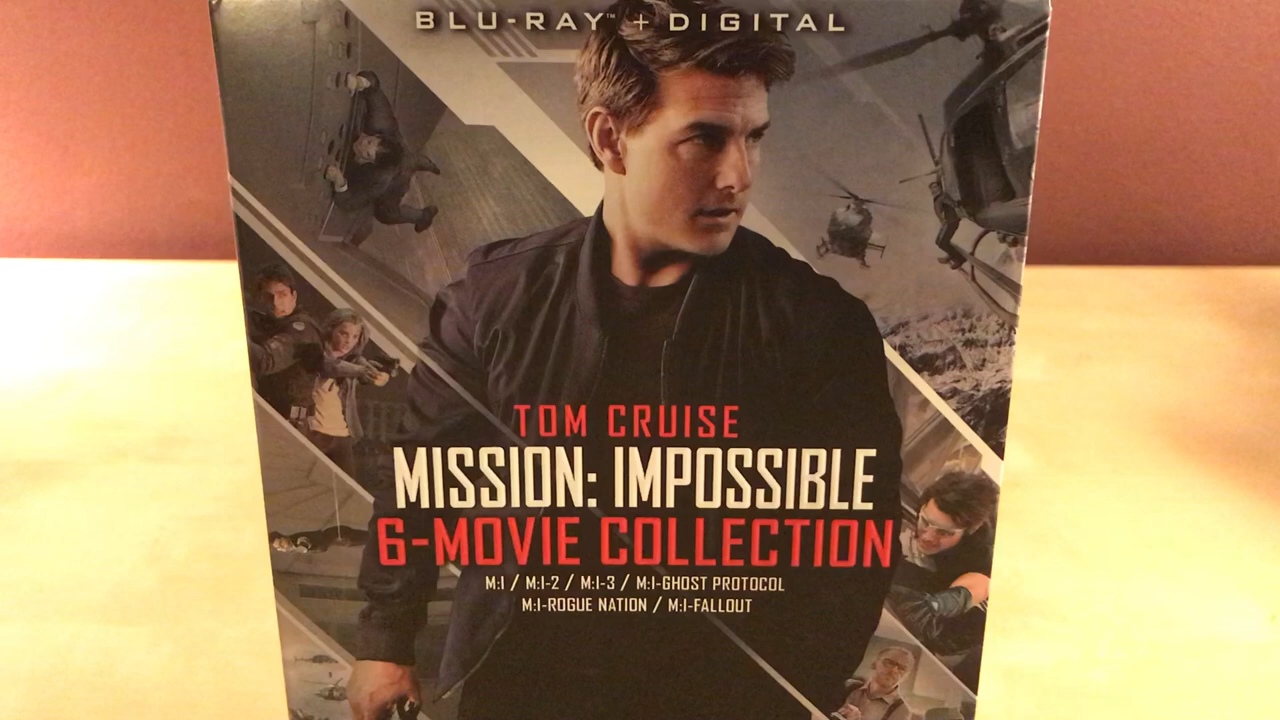 BLU-RAY™ + DIGITAL
TOM CRUISE
MISSION: IMPOSSIBLE
6-MOVIE COLLECTION
M:I / M:I-2 / M:I-3 / M:I-GHOST PROTOCOL
M:I-ROGUE NATION / M:I-FALLOUT